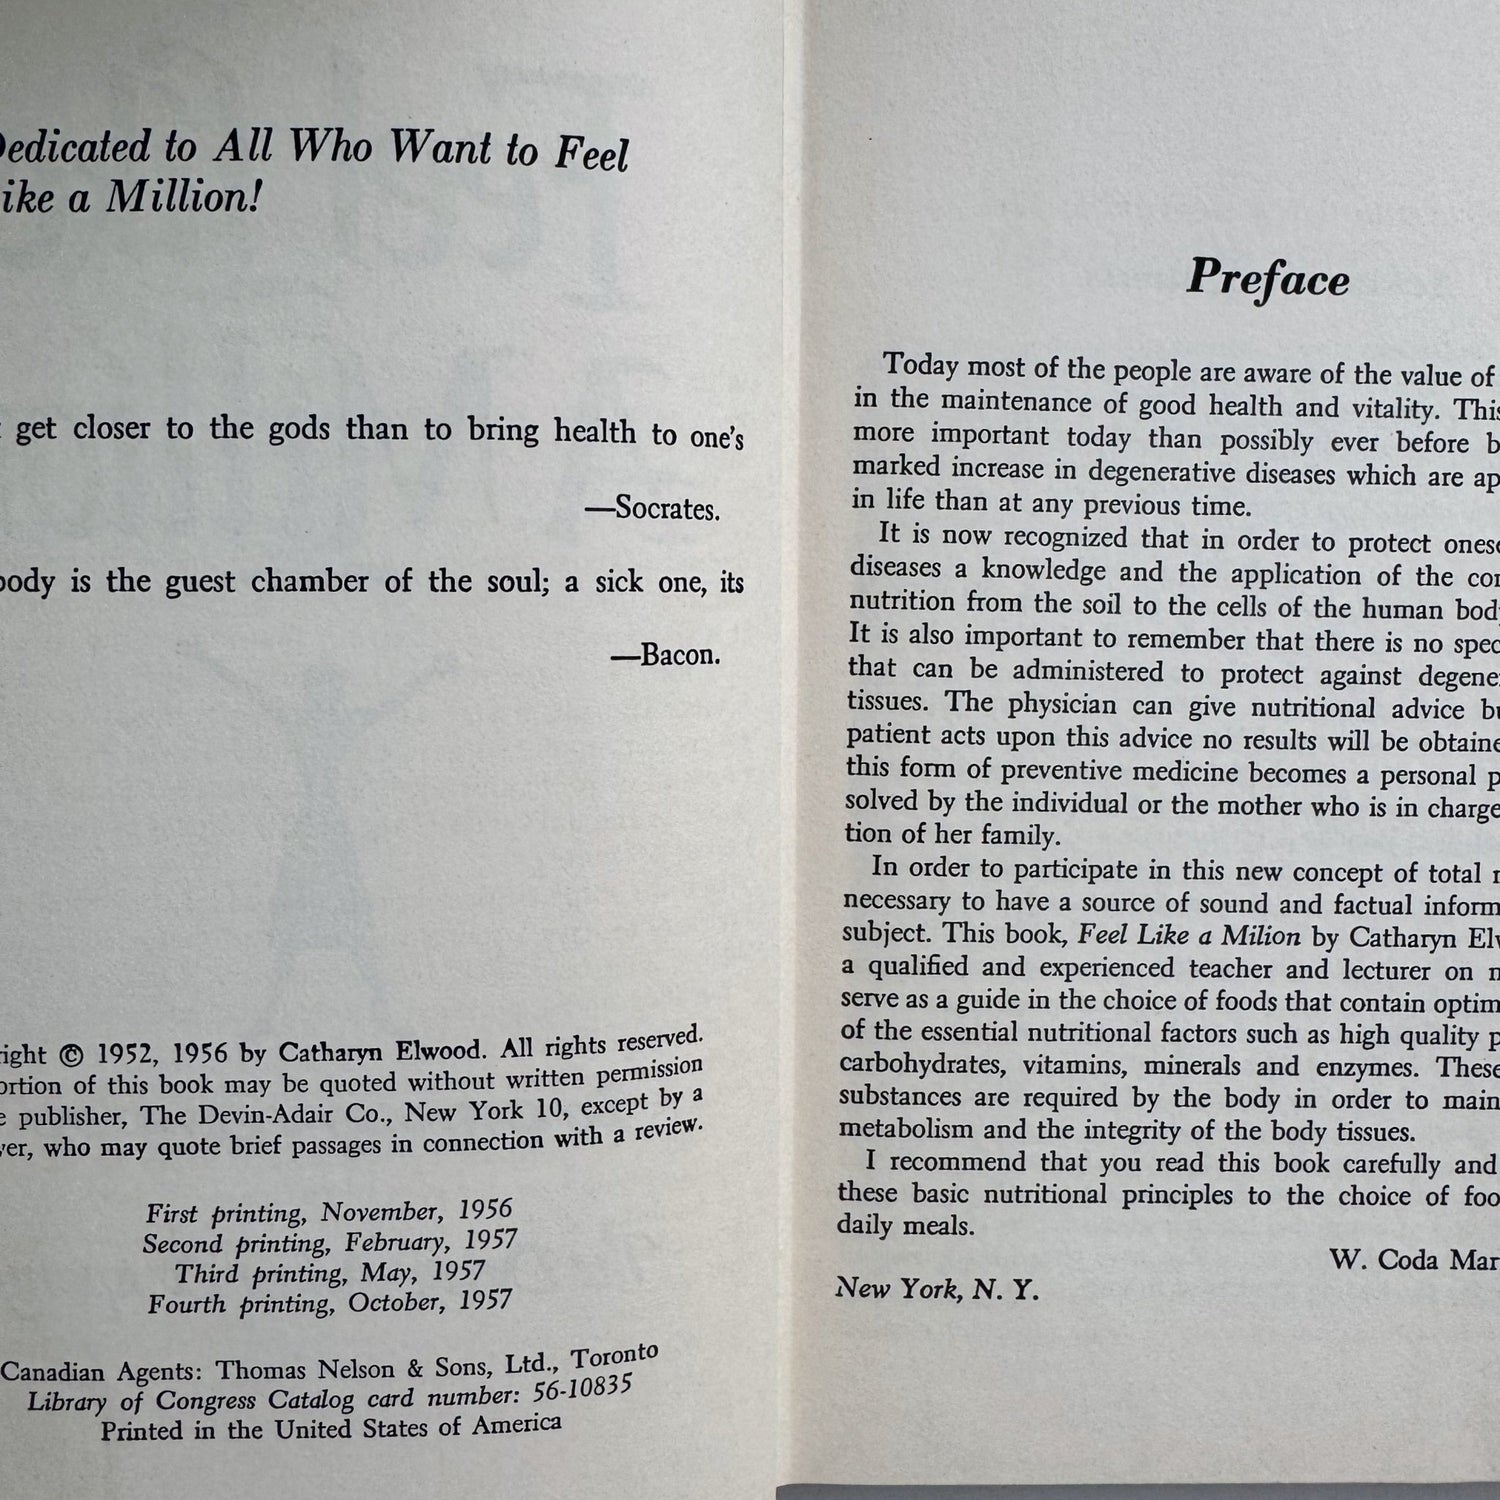 Dedicated to All Who Want to Feel
ike a Million!
get closer to the gods than to bring health to one's
—Socrates.
body is the guest chamber of the soul; a sick one, its
—Bacon.
ight © 1952, 1956 by Catharyn Elwood. All rights reserved.
ortion of this book may be quoted without written permission
e publisher, The Devin-Adair Co., New York 10, except by a
er, who may quote brief passages in connection with a review.
First printing, November, 1956
Second printing, February, 1957
Third printing, May, 1957
Fourth printing, October, 1957
Canadian Agents: Thomas Nelson & Sons, Ltd., Toronto
Library of Congress Catalog card number: 56-10835
Printed in the United States of America
Preface
Today most of the people are aware of the value of
in the maintenance of good health and vitality. This
more important today than possibly ever before b
marked increase in degenerative diseases which are ap
in life than at any previous time.
It is now recognized that in order to protect onese
diseases a knowledge and the application of the cor
nutrition from the soil to the cells of the human body
It is also important to remember that there is no spec
that can be administered to protect against degene
tissues. The physician can give nutritional advice bu
patient acts upon this advice no results will be obtaine
this form of preventive medicine becomes a personal p
solved by the individual or the mother who is in charge
tion of her family.
In order to participate in this new concept of total n
necessary to have a source of sound and factual inform
subject. This book, Feel Like a Milion by Catharyn Elw
a qualified and experienced teacher and lecturer on n
serve as a guide in the choice of foods that contain optim
of the essential nutritional factors such as high quality p
carbohydrates, vitamins, minerals and enzymes. These
substances are required by the body in order to main
metabolism and the integrity of the body tissues.
I recommend that you read this book carefully and
these basic nutritional principles to the choice of foo
daily meals.
W. Coda Mar
New York, N. Y.